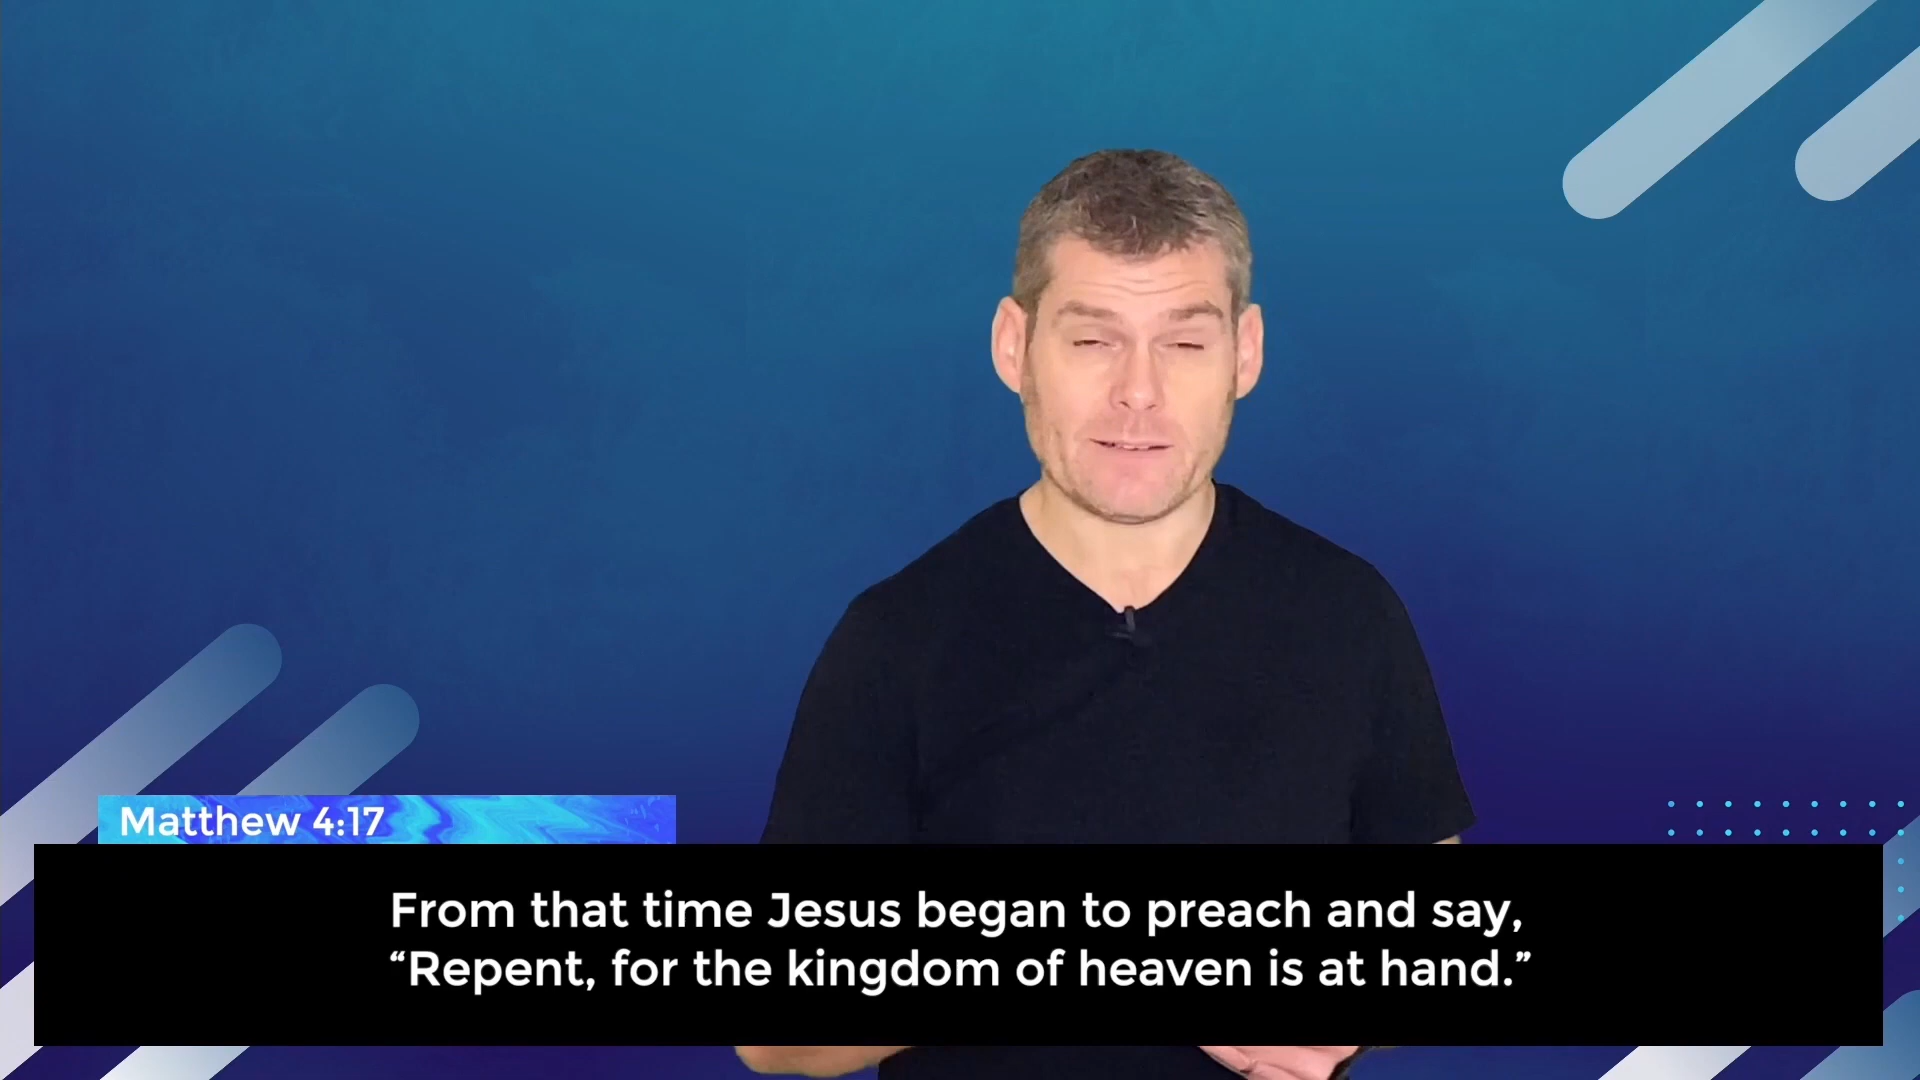 Matthew 4:17
From that time Jesus began to preach and say,
“Repent, for the kingdom of heaven is at hand.”